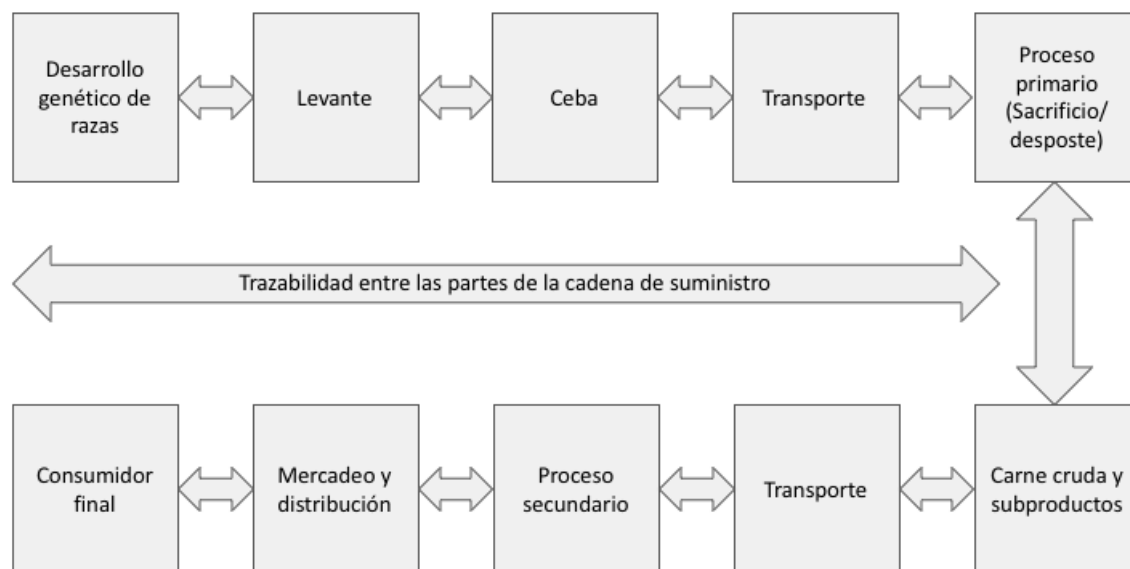 Desarrollo
genético de
razas
Levante
Ceba
Transporte
Proceso
primario
(Sacrificio/
desposte)
Trazabilidad entre las partes de la cadena de suministro
Consumidor
final
Mercadeo y
distribución
Proceso
secundario
Transporte
Carne cruda y
subproductos